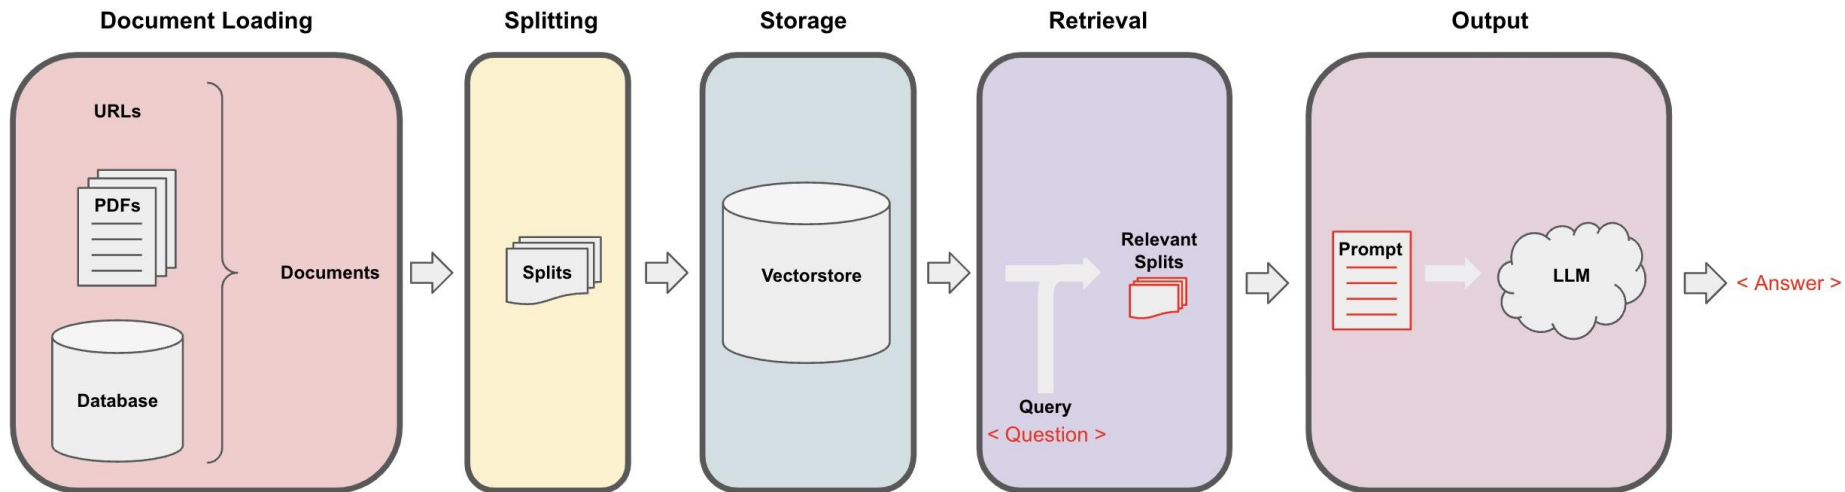 Document Loading
Splitting
Storage
Retrieval
Output
URLs
PDFs
Database
Documents
Splits
Vectorstore
Query
< Question >
Relevant
Splits
Prompt
LLM
< Answer >